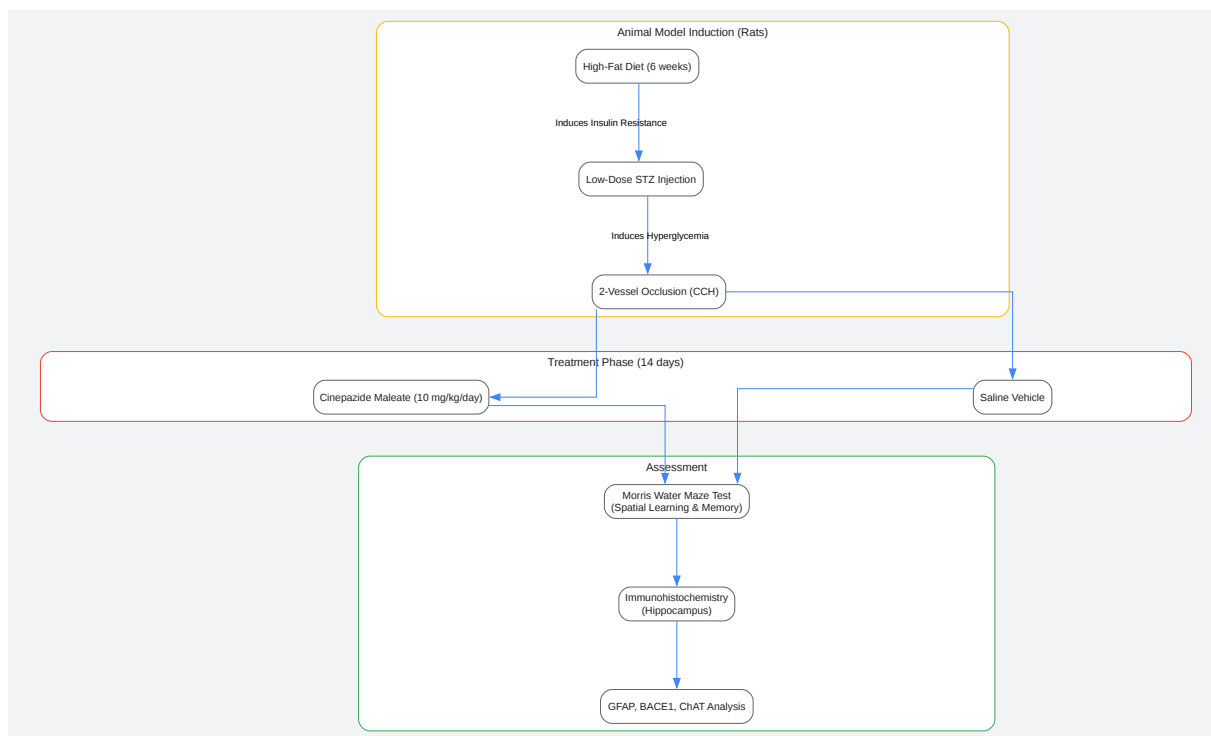 Animal Model Induction (Rats)
High-Fat Diet (6 weeks)
Induces Insulin Resistance
Low-Dose STZ Injection
Induces Hyperglycemia
2-Vessel Occlusion (CCH)
Treatment Phase (14 days)
Cinepazide Maleate (10 mg/kg/day)
Saline Vehicle
Assessment
Morris Water Maze Test
(Spatial Learning & Memory)
Immunohistochemistry
(Hippocampus)
GFAP, BACE1, ChAT Analysis